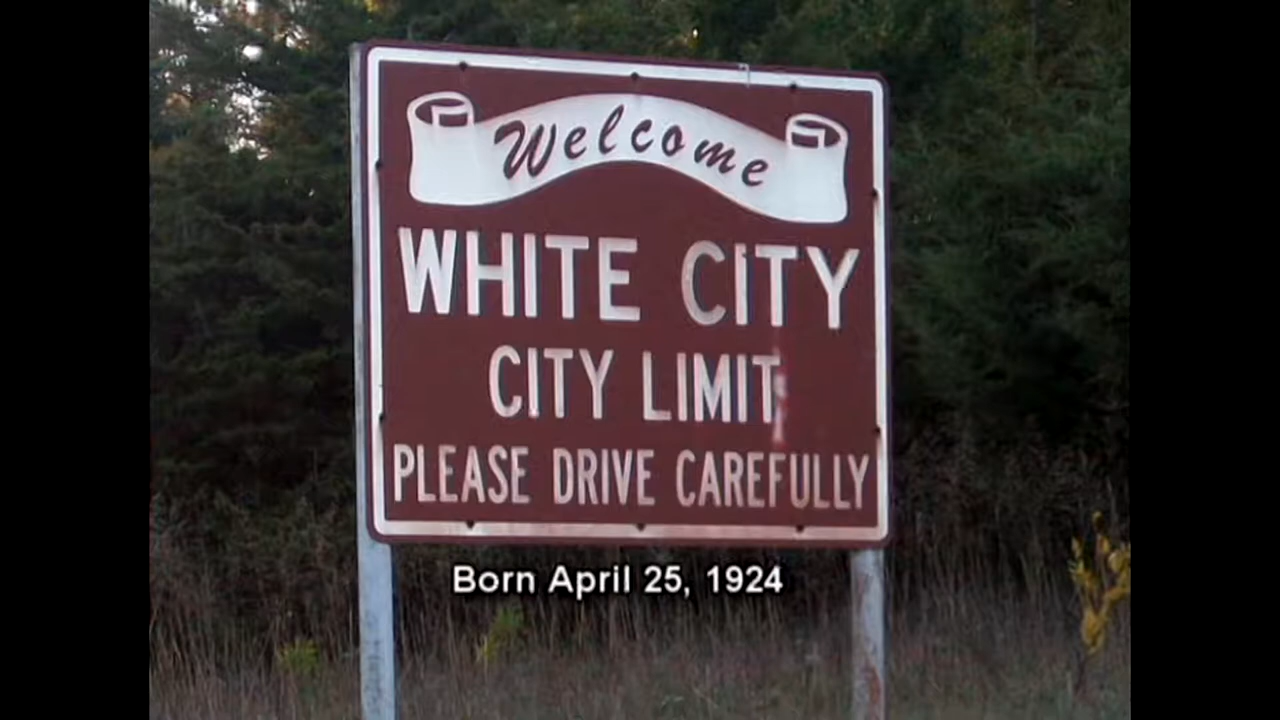 Welcome
WHITE CITY
CITY LIMIT
PLEASE DRIVE CAREFULLY
Born April 25, 1924